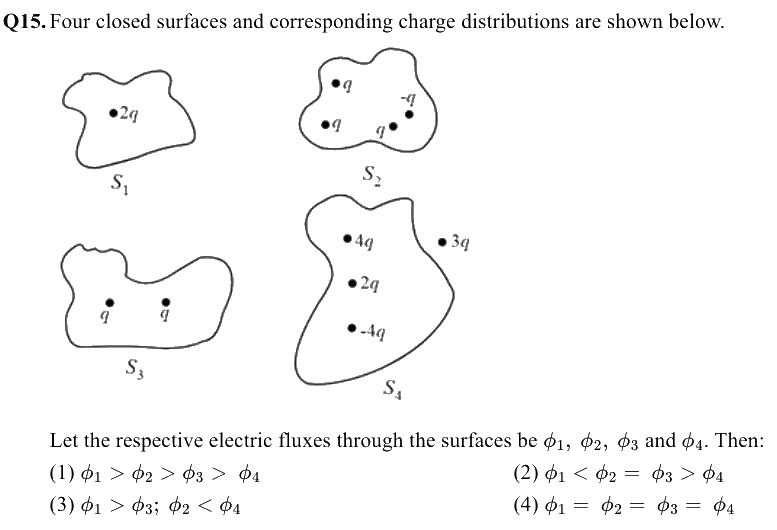 Q15. Four closed surfaces and corresponding charge distributions are shown below.
2q
S₁
q
-q
q
q
S₂
4q
3q
2q
-4q
S₄
q
q
S₃
Let the respective electric fluxes through the surfaces be ϕ₁, ϕ₂, ϕ₃ and ϕ₄. Then:
(1) ϕ₁ > ϕ₂ > ϕ₃ > ϕ₄
(2) ϕ₁ < ϕ₂ = ϕ₃ > ϕ₄
(3) ϕ₁ > ϕ₃; ϕ₂ < ϕ₄
(4) ϕ₁ = ϕ₂ = ϕ₃ = ϕ₄